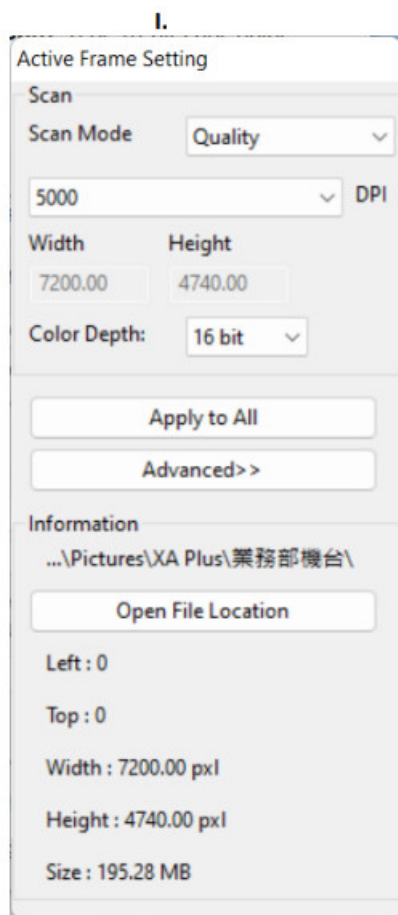 I.
Active Frame Setting
Scan
Scan Mode Quality
5000 DPI
Width Height
7200.00 4740.00
Color Depth: 16 bit
Apply to All
Advanced>>
Information
...\Pictures\XA Plus\業務部機台\
Open File Location
Left : 0
Top : 0
Width : 7200.00 pxl
Height : 4740.00 pxl
Size : 195.28 MB